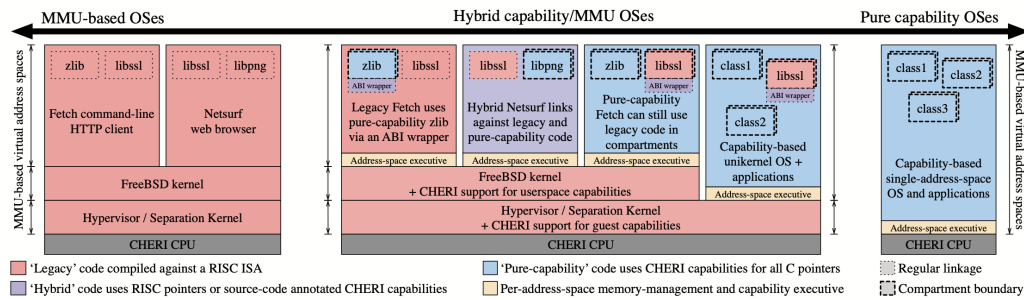 MMU-based OSes
Hybrid capability/MMU OSes
Pure capability OSes
MMU-based virtual address spaces
zlib
libssl
Fetch command-line
HTTP client
libssl
libpng
Netsurf
web browser
FreeBSD kernel
Hypervisor / Separation Kernel
CHERI CPU
zlib
libssl
ABI wrapper
Legacy Fetch uses
pure-capability zlib
via an ABI wrapper
Address-space executive
libssl
libpng
ABI wrapper
Hybrid Netsurf links
against legacy and
pure-capability code
Address-space executive
zlib
libssl
ABI wrapper
Pure-capability
Fetch can still use
legacy code in
compartments
Address-space executive
class1
libssl
ABI wrapper
class2
Capability-based
unikernel OS +
applications
Address-space executive
FreeBSD kernel
+ CHERI support for userspace capabilities
Hypervisor / Separation Kernel
+ CHERI support for guest capabilities
CHERI CPU
class1
class2
class3
Capability-based
single-address-space
OS and applications
Address-space executive
CHERI CPU
MMU-based virtual address spaces
‘Legacy’ code compiled against a RISC ISA
‘Hybrid’ code uses RISC pointers or source-code annotated CHERI capabilities
‘Pure-capability’ code uses CHERI capabilities for all C pointers
Per-address-space memory-management and capability executive
Regular linkage
Compartment boundary